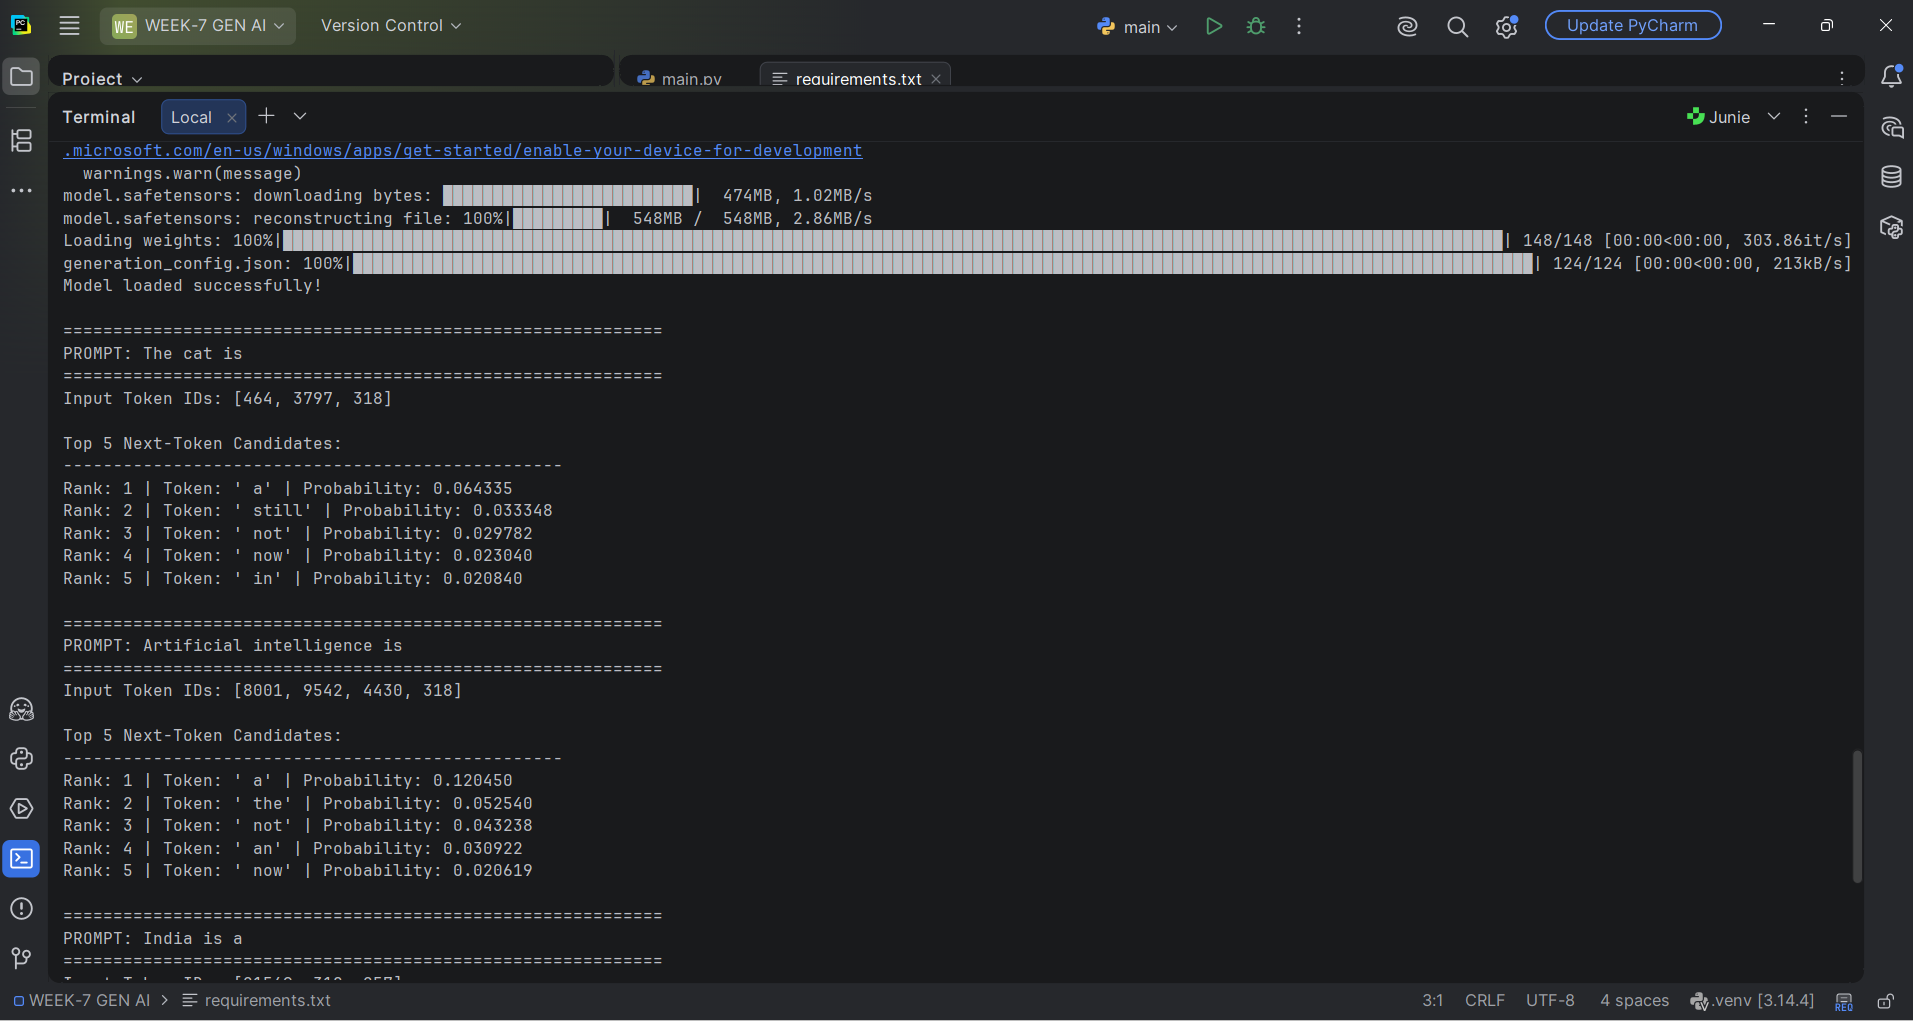 WE WEEK-7 GEN AI Version Control main Update PyCharm
Project main.py requirements.txt
Terminal Local Junie
.microsoft.com/en-us/windows/apps/get-started/enable-your-device-for-development
warnings.warn(message)
model.safetensors: downloading bytes: | 474MB, 1.02MB/s
model.safetensors: reconstructing file: 100%| | 548MB / 548MB, 2.86MB/s
Loading weights: 100%| | 148/148 [00:00<00:00, 303.86it/s]
generation_config.json: 100%| | 124/124 [00:00<00:00, 213kB/s]
Model loaded successfully!
============================================================
PROMPT: The cat is
============================================================
Input Token IDs: [464, 3797, 318]
Top 5 Next-Token Candidates:
--------------------------------------------------
Rank: 1 | Token: ' a' | Probability: 0.064335
Rank: 2 | Token: ' still' | Probability: 0.033348
Rank: 3 | Token: ' not' | Probability: 0.029782
Rank: 4 | Token: ' now' | Probability: 0.023040
Rank: 5 | Token: ' in' | Probability: 0.020840
============================================================
PROMPT: Artificial intelligence is
============================================================
Input Token IDs: [8001, 9542, 4430, 318]
Top 5 Next-Token Candidates:
--------------------------------------------------
Rank: 1 | Token: ' a' | Probability: 0.120450
Rank: 2 | Token: ' the' | Probability: 0.052540
Rank: 3 | Token: ' not' | Probability: 0.043238
Rank: 4 | Token: ' an' | Probability: 0.030922
Rank: 5 | Token: ' now' | Probability: 0.020619
============================================================
PROMPT: India is a
============================================================
WEEK-7 GEN AI > requirements.txt 3:1 CRLF UTF-8 4 spaces .venv [3.14.4] REQ